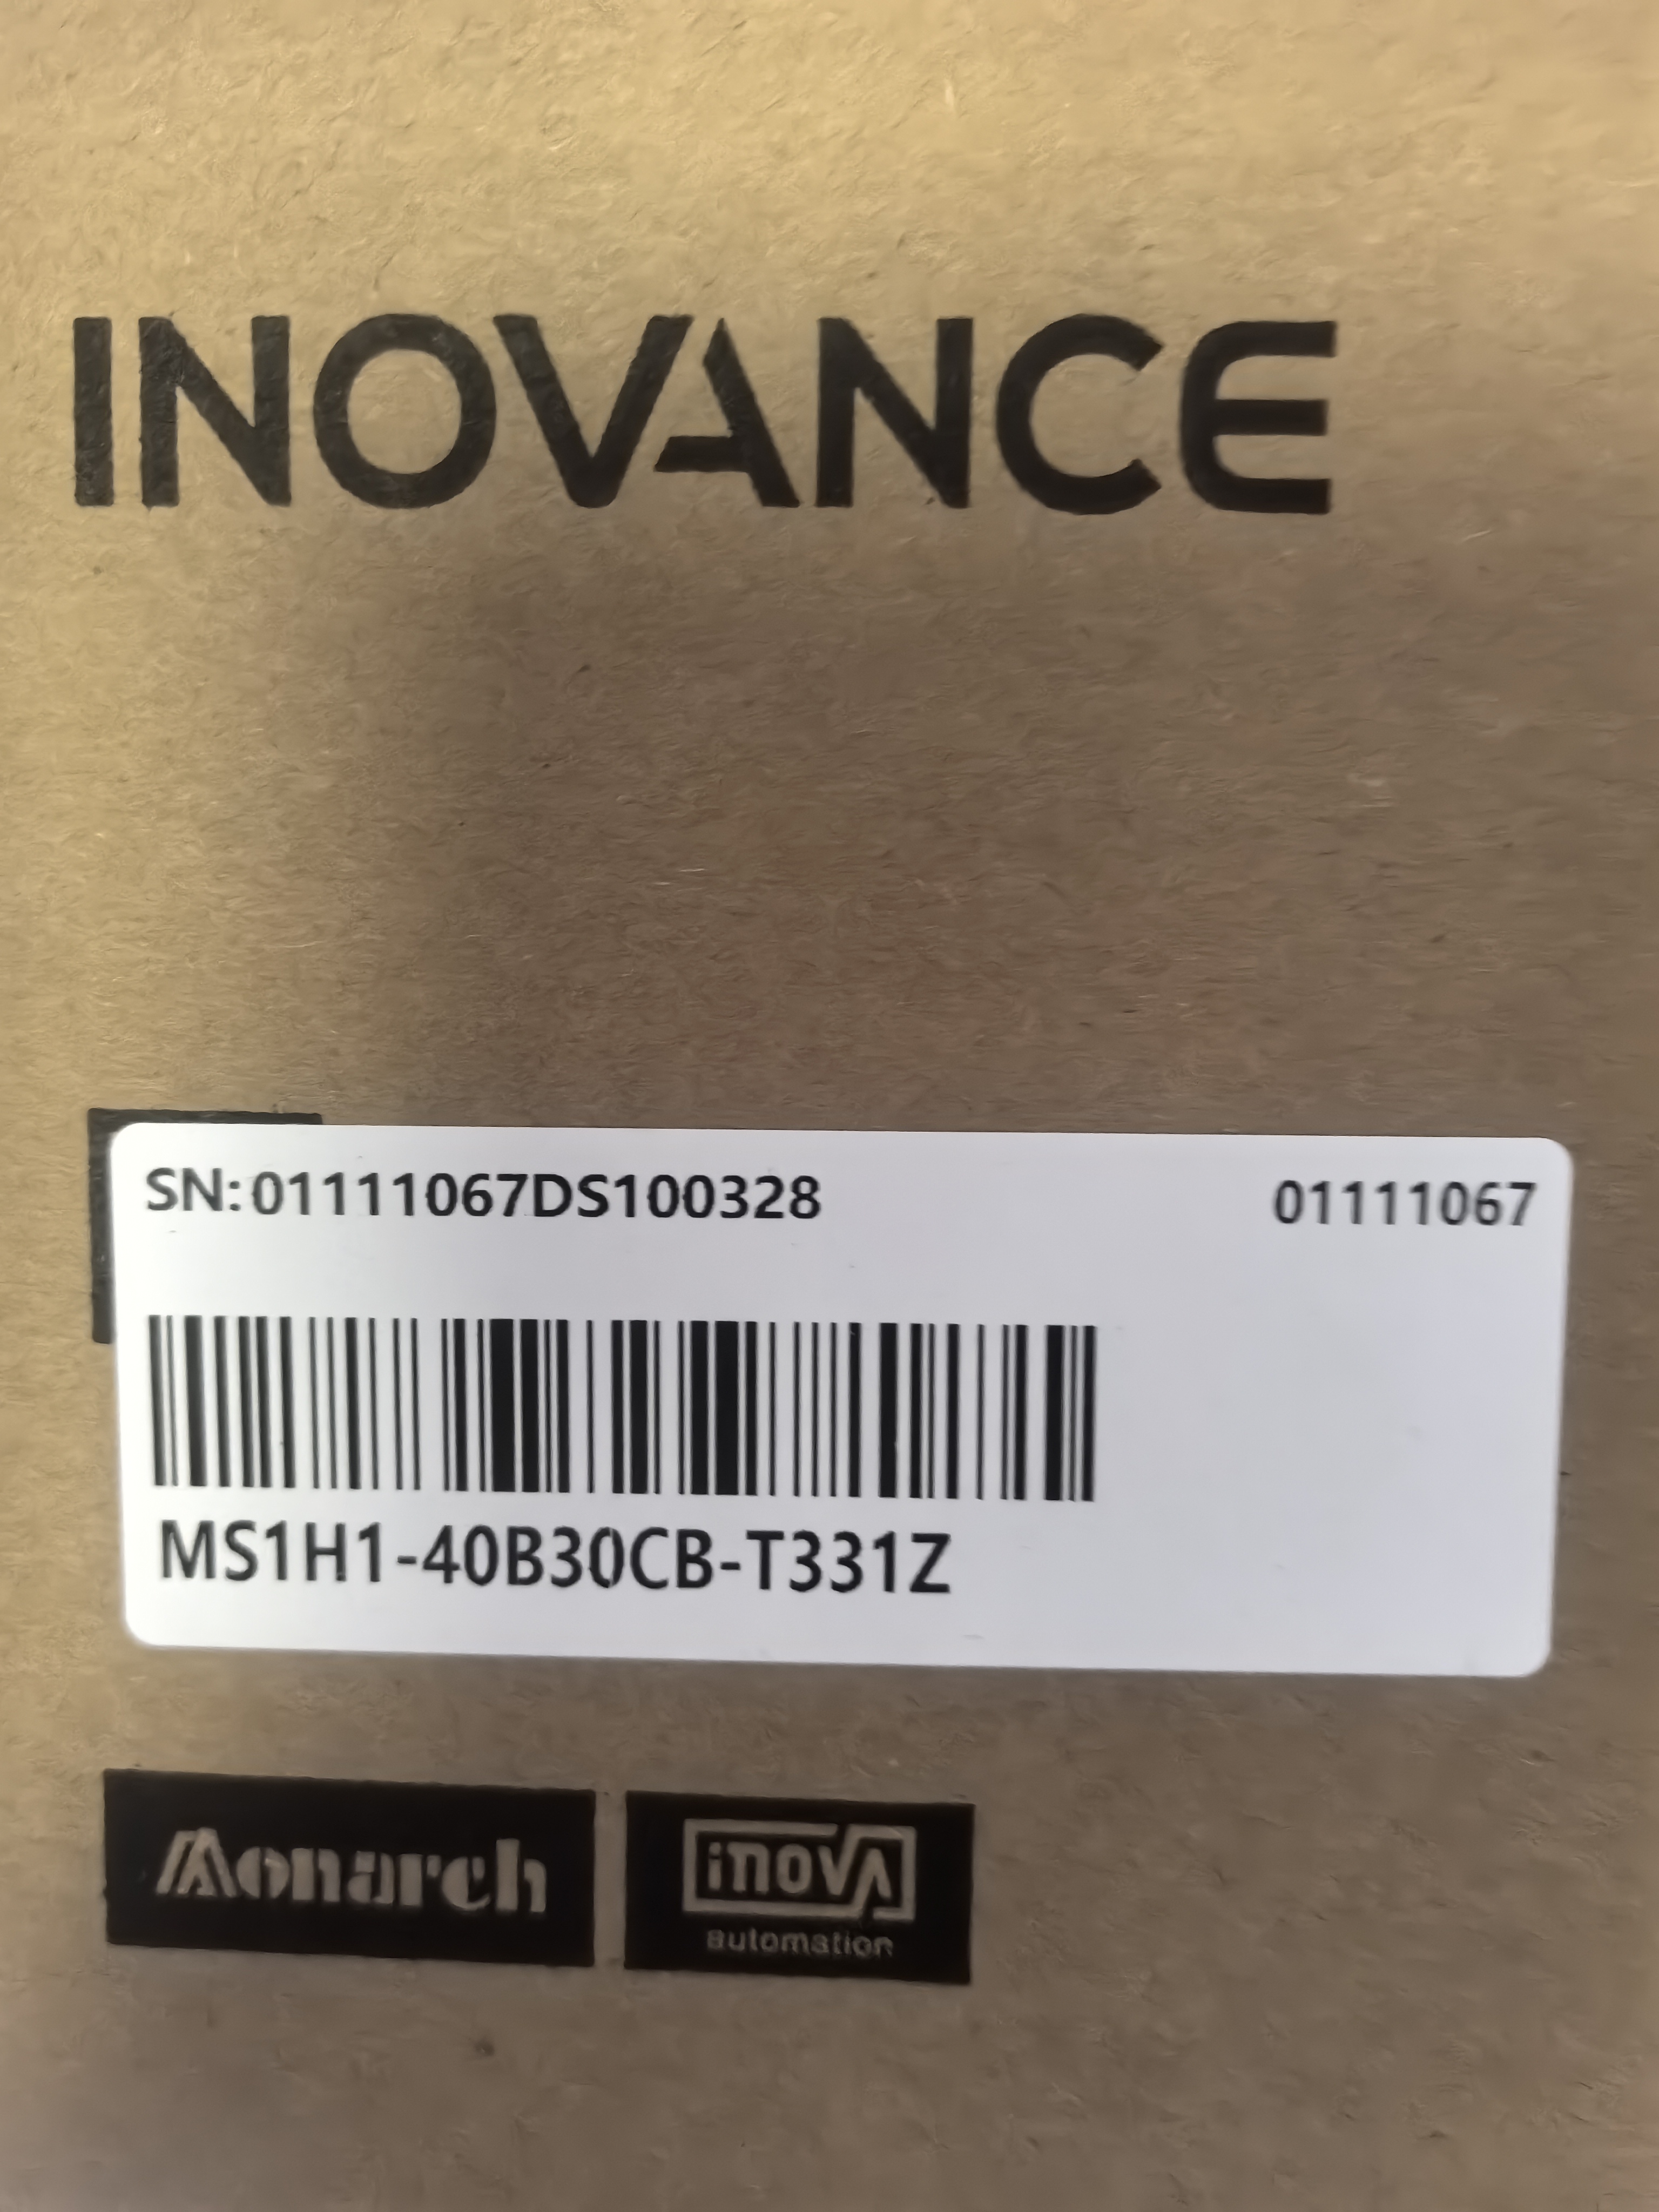 INOVANCE
SN:01111067DS100328 01111067
MS1H1-40B30CB-T331Z
Monarch
inova
automation